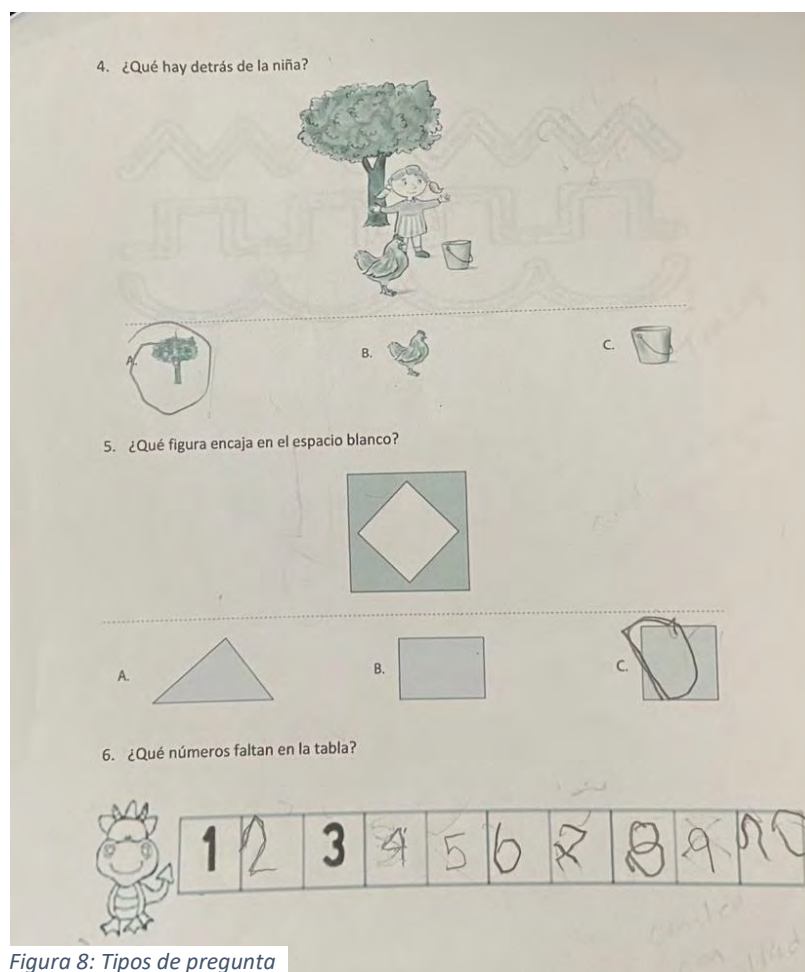 4. ¿Qué hay detrás de la niña?
A.
B.
C.
5. ¿Qué figura encaja en el espacio blanco?
A.
B.
C.
6. ¿Qué números faltan en la tabla?
1 2 3 4 5 6 7 8 9 10
Figura 8: Tipos de pregunta